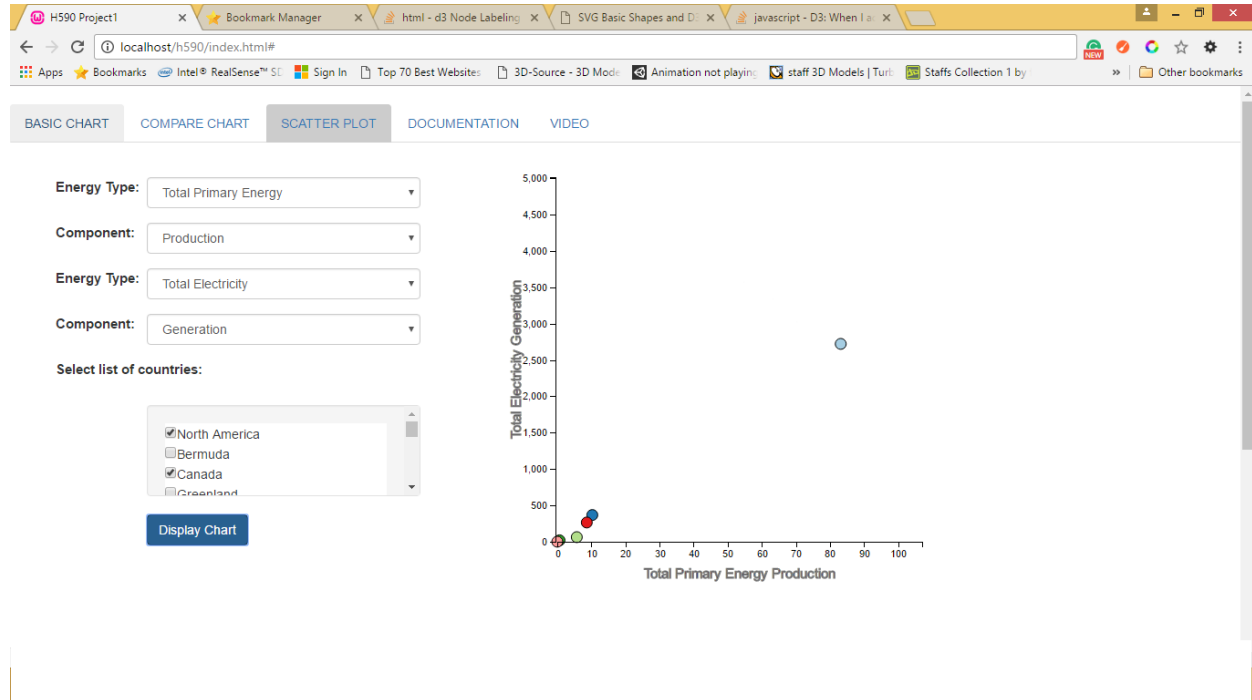 H590 Project1
Bookmark Manager
html - d3 Node Labeling
SVG Basic Shapes and D
javascript - D3: When I a
localhost/h590/index.html#
NEW
Apps Bookmarks Intel® RealSense™ SD Sign In Top 70 Best Websites 3D-Source - 3D Mode Animation not playing staff 3D Models | Turb Staffs Collection 1 by » Other bookmarks
BASIC CHART COMPARE CHART SCATTER PLOT DOCUMENTATION VIDEO
Energy Type: Total Primary Energy
Component: Production
Energy Type: Total Electricity
Component: Generation
Select list of countries:
North America
Bermuda
Canada
Greenland
Display Chart
5,000
4,500
4,000
3,500
3,000
2,500
2,000
1,500
1,000
500
0
Total Electricity Generation
0 10 20 30 40 50 60 70 80 90 100
Total Primary Energy Production